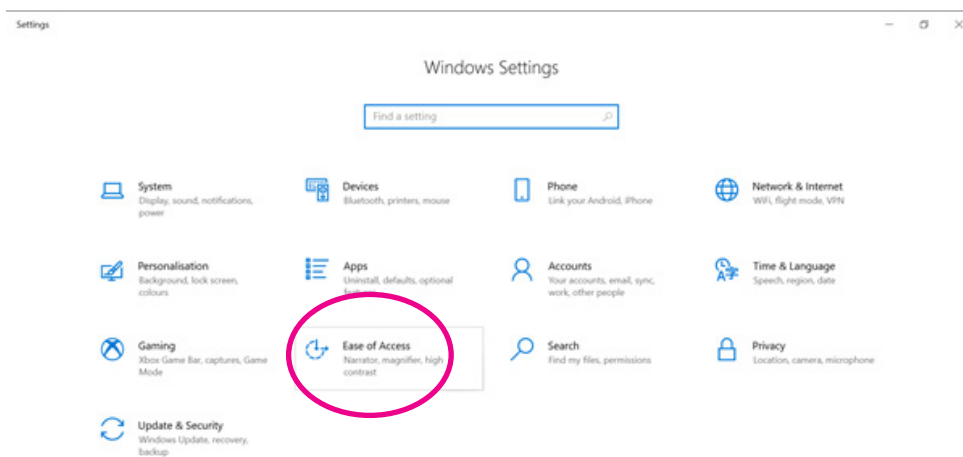 Settings
Windows Settings
Find a setting
System
Display, sound, notifications,
power
Devices
Bluetooth, printers, mouse
Phone
Link your Android, iPhone
Network & Internet
WiFi, flight mode, VPN
Personalisation
Background, lock screen,
colours
Apps
Uninstall, defaults, optional
features
Accounts
Your accounts, email, sync,
work, other people
Time & Language
Speech, region, date
Gaming
Xbox Game Bar, captures, Game
Mode
Ease of Access
Narrator, magnifier, high
contrast
Search
Find my files, permissions
Privacy
Location, camera, microphone
Update & Security
Windows Update, recovery,
backup